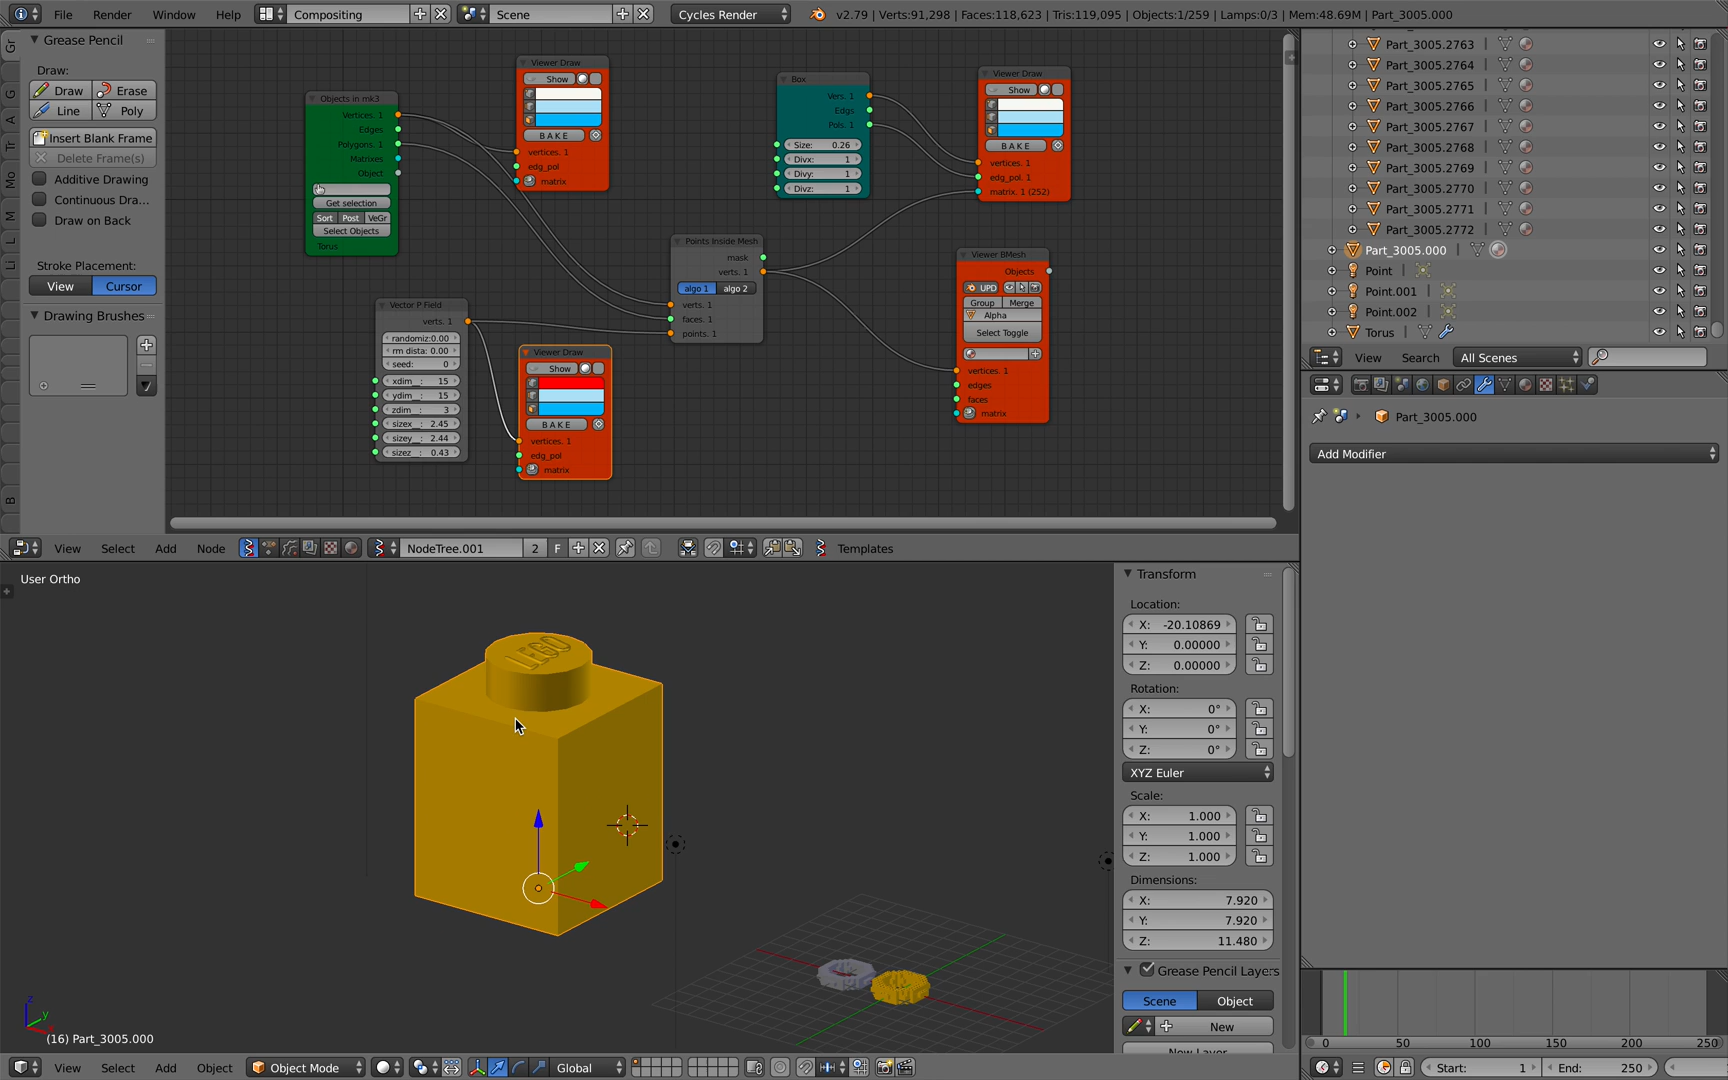 File Render Window Help Compositing Scene Cycles Render v2.79 | Verts:91,298 | Faces:118,623 | Tris:119,095 | Objects:1/259 | Lamps:0/3 | Mem:48.69M | Part_3005.000
Gr
G
A
Tr
Mo
M
L
Li
B
Grease Pencil
Draw:
Draw Erase
Line Poly
Insert Blank Frame
Delete Frame(s)
Additive Drawing
Continuous Dra...
Draw on Back
Stroke Placement:
View Cursor
Drawing Brushes
Objects in mk3
Vertices. 1
Edges
Polygons. 1
Matrixes
Object
Get selection
Sort Post VeGr
Select Objects
Torus
Viewer Draw
Show
BAKE
vertices. 1
edg_pol
matrix
Box
Vers. 1
Edgs
Pols. 1
Size: 0.26
Divx: 1
Divy: 1
Divz: 1
Viewer Draw
Show
BAKE
vertices. 1
edg_pol. 1
matrix. 1 (252)
Points Inside Mesh
mask
verts. 1
algo 1 algo 2
verts. 1
faces. 1
points. 1
Vector P Field
verts. 1
randomiz:0.00
rm dista: 0.00
seed: 0
xdim_: 15
ydim_: 15
zdim_: 3
sizex_: 2.45
sizey_: 2.44
sizez_: 0.43
Viewer Draw
Show
BAKE
vertices. 1
edg_pol
matrix
Viewer BMesh
Objects
UPD
Group Merge
Alpha
Select Toggle
vertices. 1
edges
faces
matrix
View Select Add Node NodeTree.001 2 F Templates
User Ortho
LEGO
z
y
(16) Part_3005.000
View Select Add Object Object Mode Global
Transform
Location:
X: -20.10869
Y: 0.00000
Z: 0.00000
Rotation:
X: 0°
Y: 0°
Z: 0°
XYZ Euler
Scale:
X: 1.000
Y: 1.000
Z: 1.000
Dimensions:
X: 7.920
Y: 7.920
Z: 11.480
Grease Pencil Layers
Scene Object
New
New Layer
Part_3005.2763
Part_3005.2764
Part_3005.2765
Part_3005.2766
Part_3005.2767
Part_3005.2768
Part_3005.2769
Part_3005.2770
Part_3005.2771
Part_3005.2772
Part_3005.000
Point
Point.001
Point.002
Torus
View Search All Scenes
Part_3005.000
Add Modifier
0 50 100 150 200 250
Start: 1 End: 250